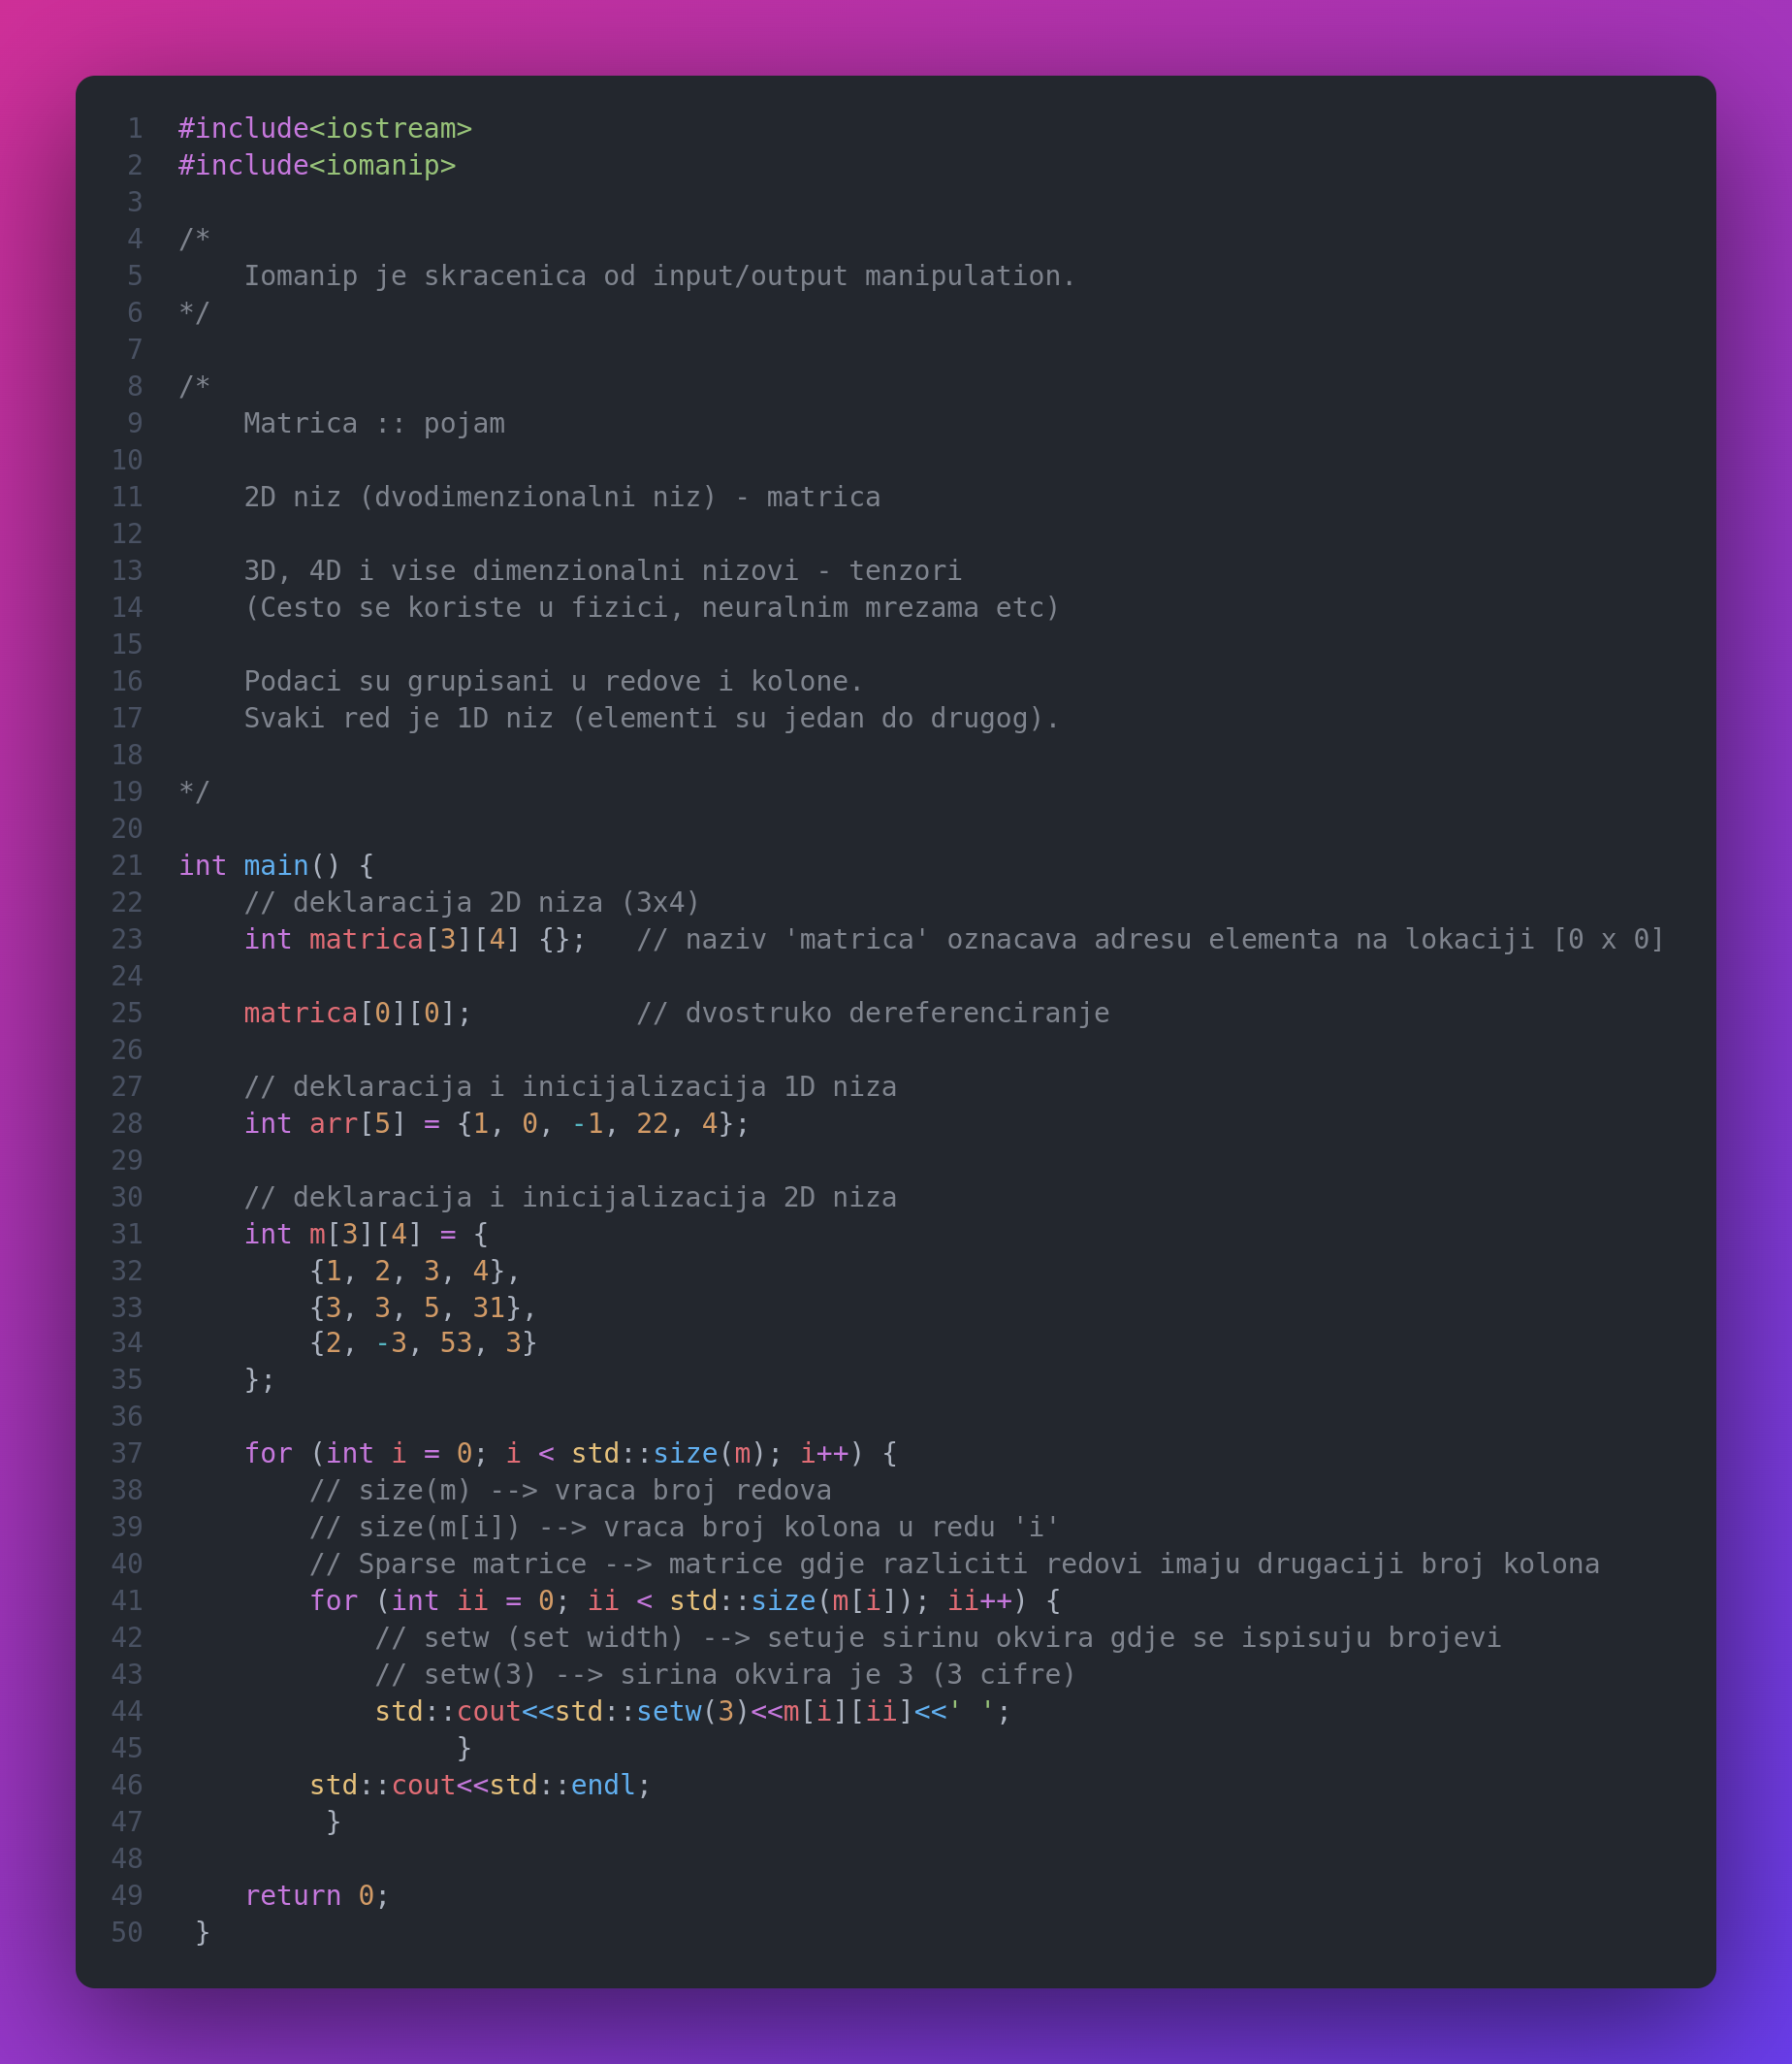 1 #include<iostream>
2 #include<iomanip>
3
4 /*
5     Iomanip je skracenica od input/output manipulation.
6 */
7
8 /*
9     Matrica :: pojam
10
11     2D niz (dvodimenzionalni niz) - matrica
12
13     3D, 4D i vise dimenzionalni nizovi - tenzori
14     (Cesto se koriste u fizici, neuralnim mrezama etc)
15
16     Podaci su grupisani u redove i kolone.
17     Svaki red je 1D niz (elementi su jedan do drugog).
18
19 */
20
21 int main() {
22     // deklaracija 2D niza (3x4)
23     int matrica[3][4] {};   // naziv 'matrica' oznacava adresu elementa na lokaciji [0 x 0]
24
25     matrica[0][0];          // dvostruko dereferenciranje
26
27     // deklaracija i inicijalizacija 1D niza
28     int arr[5] = {1, 0, -1, 22, 4};
29
30     // deklaracija i inicijalizacija 2D niza
31     int m[3][4] = {
32         {1, 2, 3, 4},
33         {3, 3, 5, 31},
34         {2, -3, 53, 3}
35     };
36
37     for (int i = 0; i < std::size(m); i++) {
38         // size(m) --> vraca broj redova
39         // size(m[i]) --> vraca broj kolona u redu 'i'
40         // Sparse matrice --> matrice gdje razliciti redovi imaju drugaciji broj kolona
41         for (int ii = 0; ii < std::size(m[i]); ii++) {
42             // setw (set width) --> setuje sirinu okvira gdje se ispisuju brojevi
43             // setw(3) --> sirina okvira je 3 (3 cifre)
44             std::cout<<std::setw(3)<<m[i][ii]<<' ';
45                  }
46         std::cout<<std::endl;
47          }
48
49     return 0;
50  }